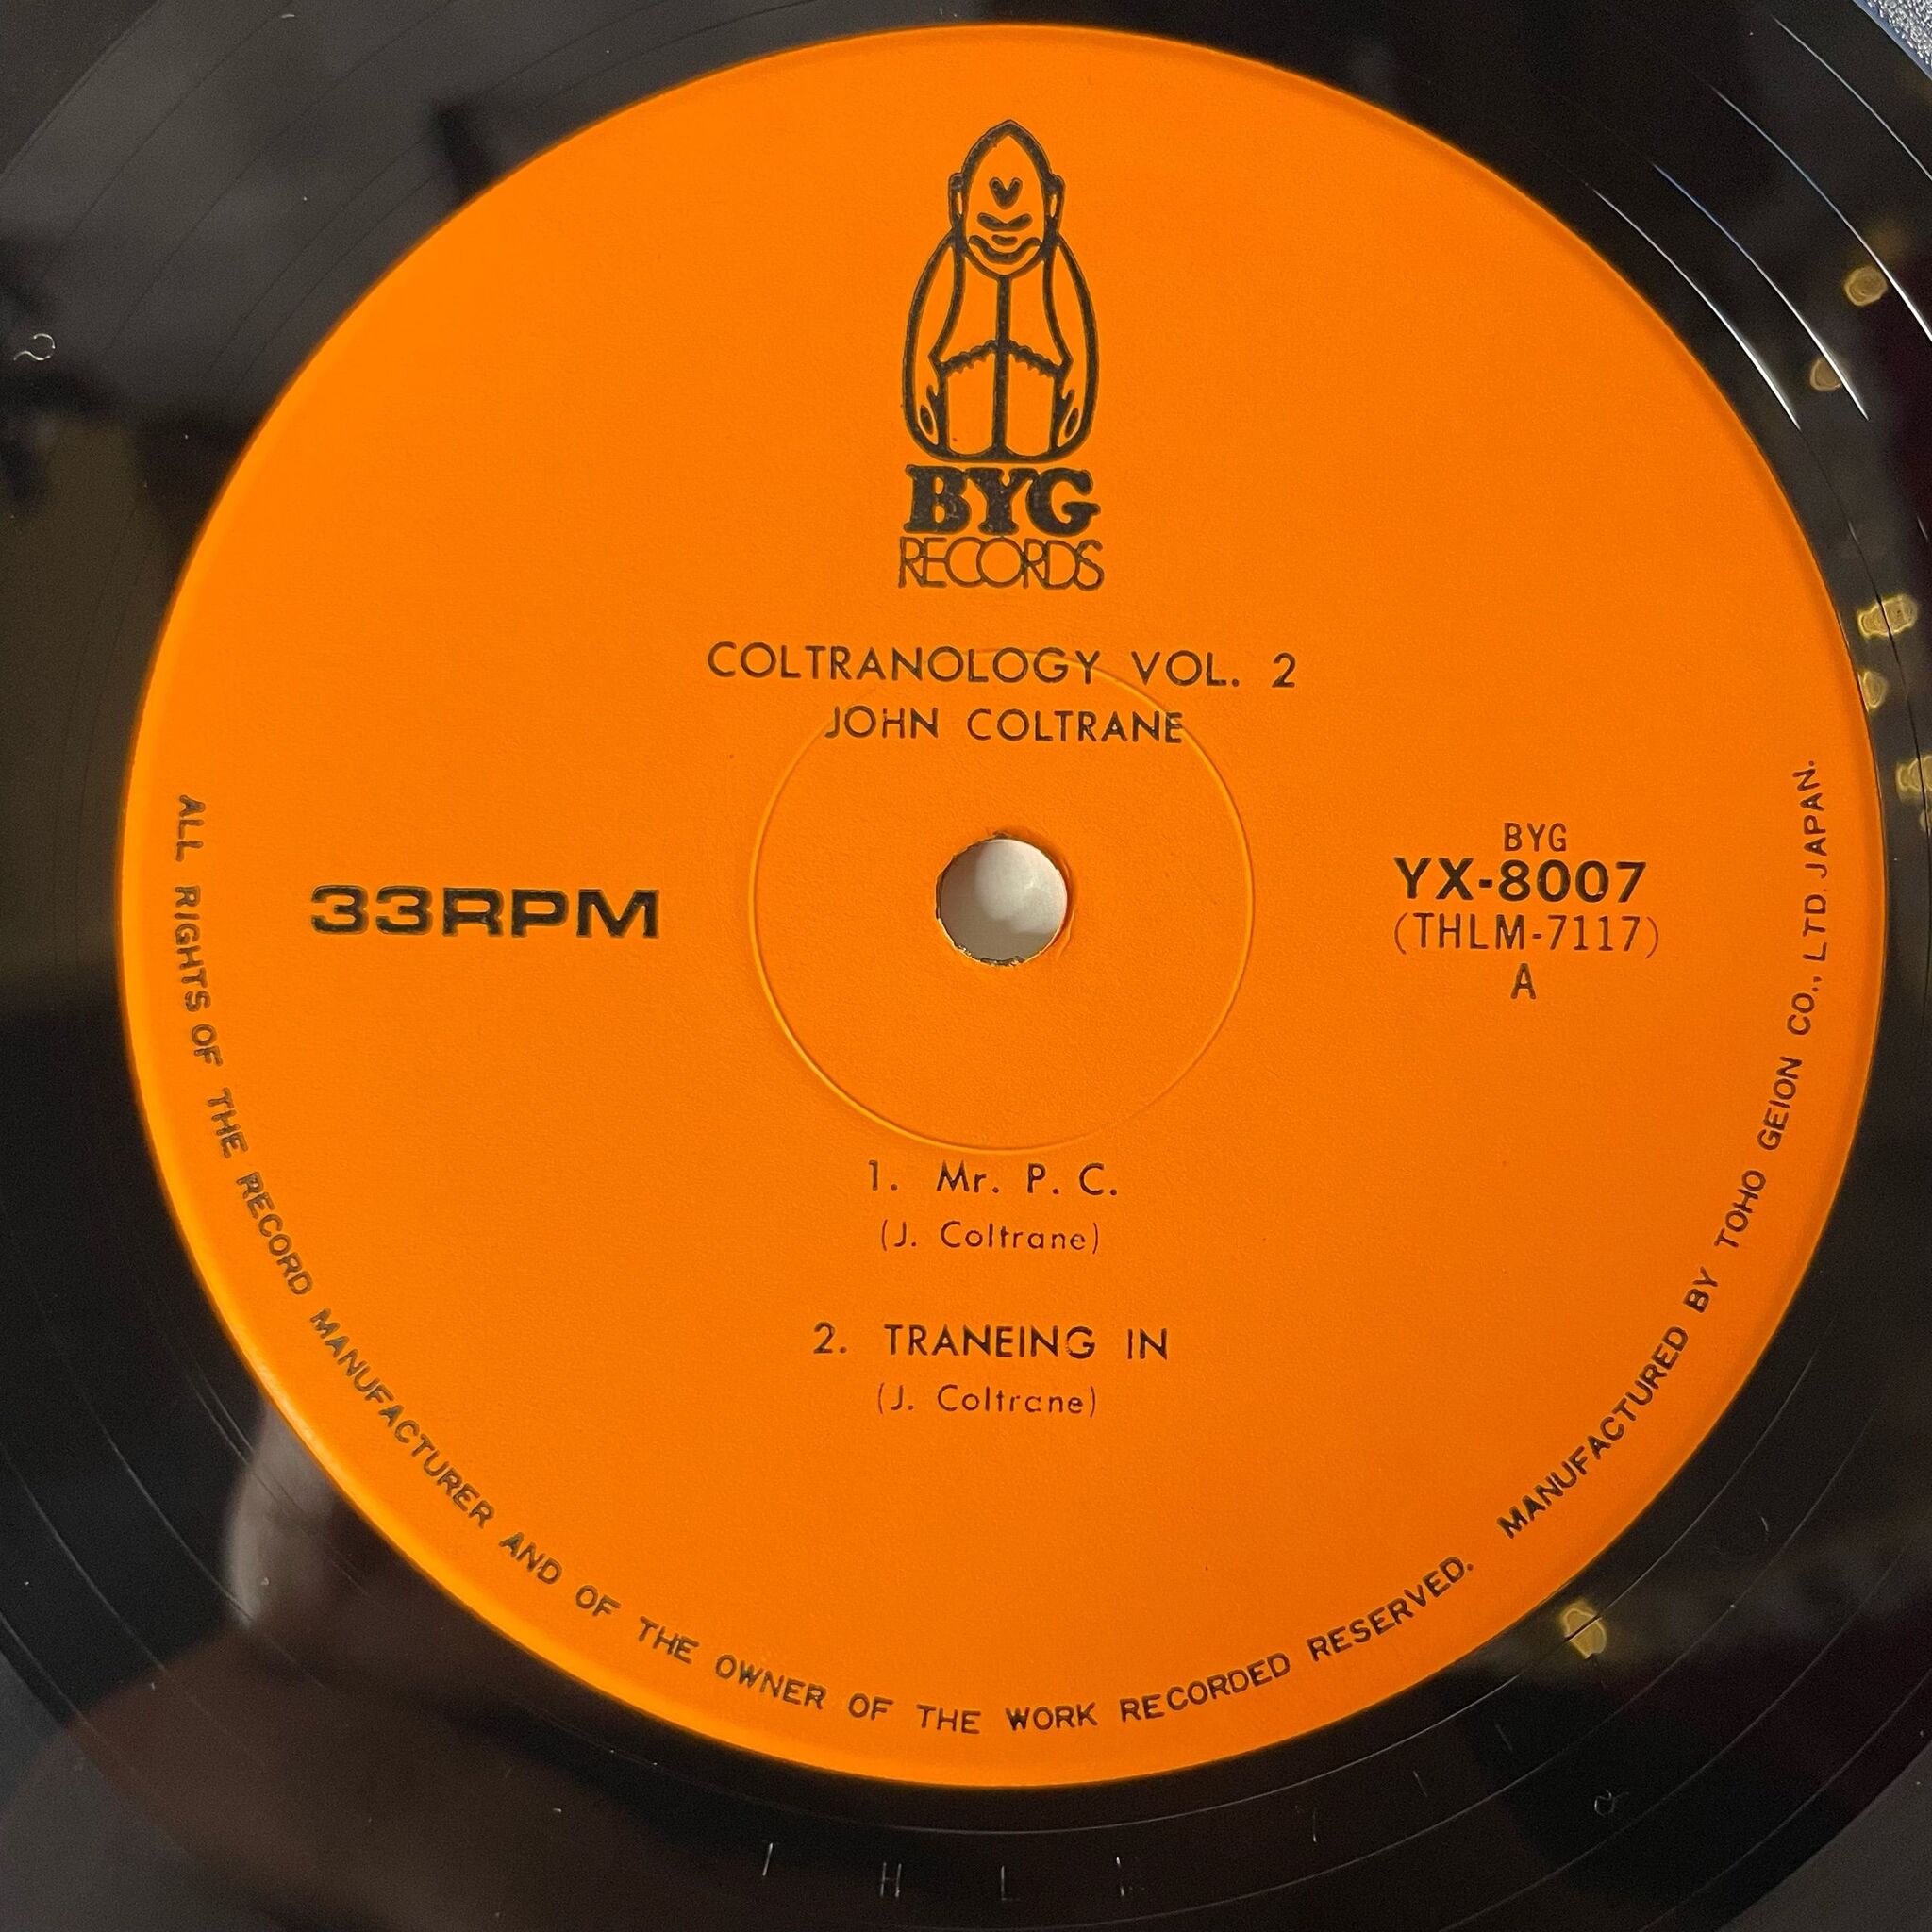 BYG
RECORDS
COLTRANOLOGY VOL. 2
JOHN COLTRANE
33RPM
BYG
YX-8007
(THLM-7117)
A
1. Mr. P. C.
(J. Coltrane)
2. TRANEING IN
(J. Coltrane)
ALL RIGHTS OF THE RECORD MANUFACTURER AND OF THE OWNER OF THE WORK RECORDED RESERVED. MANUFACTURED BY TOHO GEION CO., LTD. JAPAN.